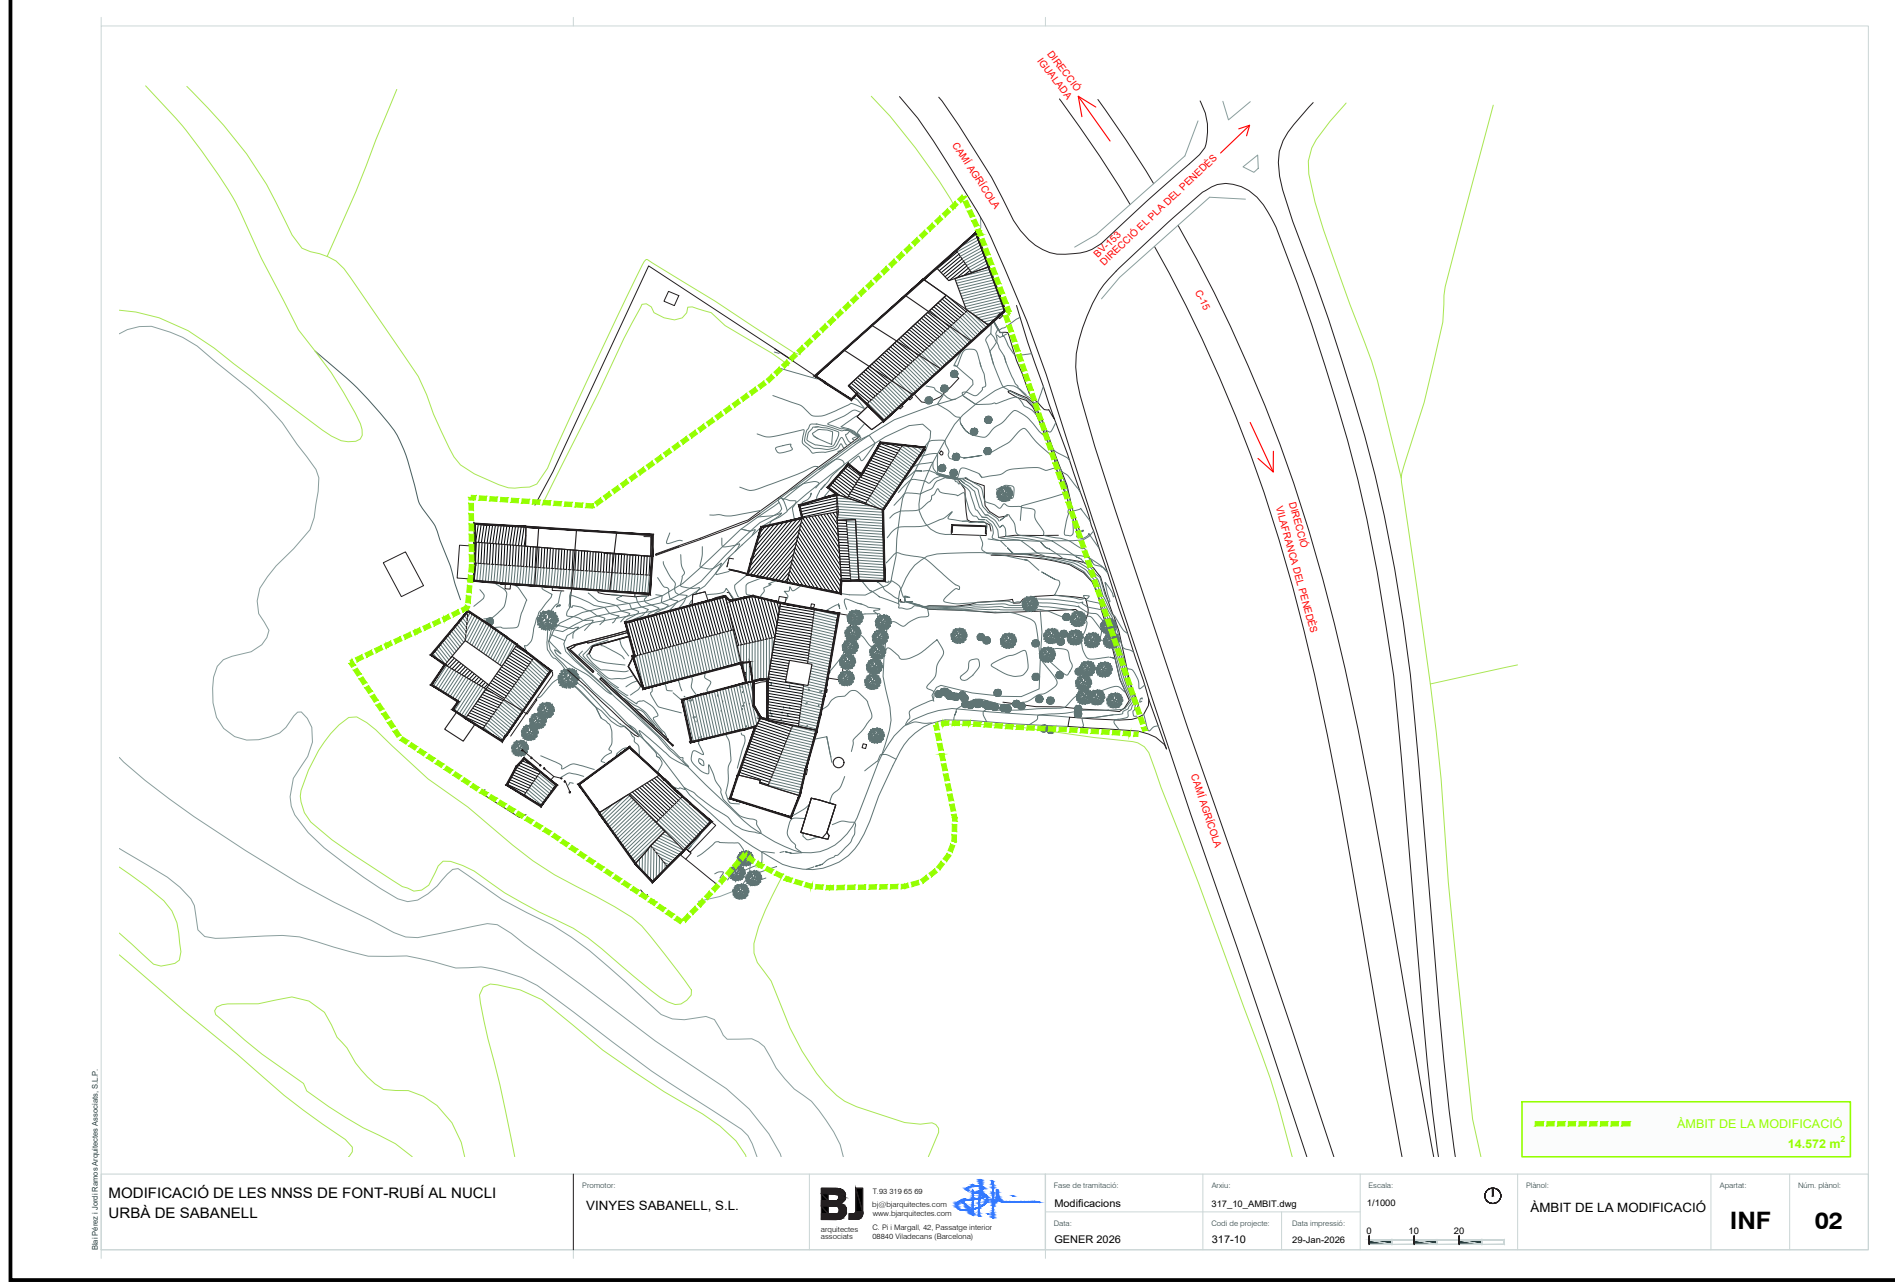 DIRECCIÓ
IGUALADA
CAMÍ AGRÍCOLA
BV-153
DIRECCIÓ EL PLA DEL PENEDÈS
C-15
DIRECCIÓ
VILAFRANCA DEL PENEDÈS
CAMÍ AGRÍCOLA
ÀMBIT DE LA MODIFICACIÓ
14.572 m²
Blai Pérez i Jordi Ramos Arquitectes Associats, S.L.P.
MODIFICACIÓ DE LES NNSS DE FONT-RUBÍ AL NUCLI
URBÀ DE SABANELL
Promotor:
VINYES SABANELL, S.L.
BJ
arquitectes
associats
T.93 319 65 69
bj@bjarquitectes.com
www.bjarquitectes.com
C. Pi i Margall, 42, Passatge interior
08840 Viladecans (Barcelona)
Fase de tramitació:
Modificacions
Data:
GENER 2026
Arxiu:
317_10_AMBIT.dwg
Codi de projecte:
317-10
Data impressió:
29-Jan-2026
Escala:
1/1000
0 10 20
Plànol:
ÀMBIT DE LA MODIFICACIÓ
Apartat:
INF
Núm. plànol:
02